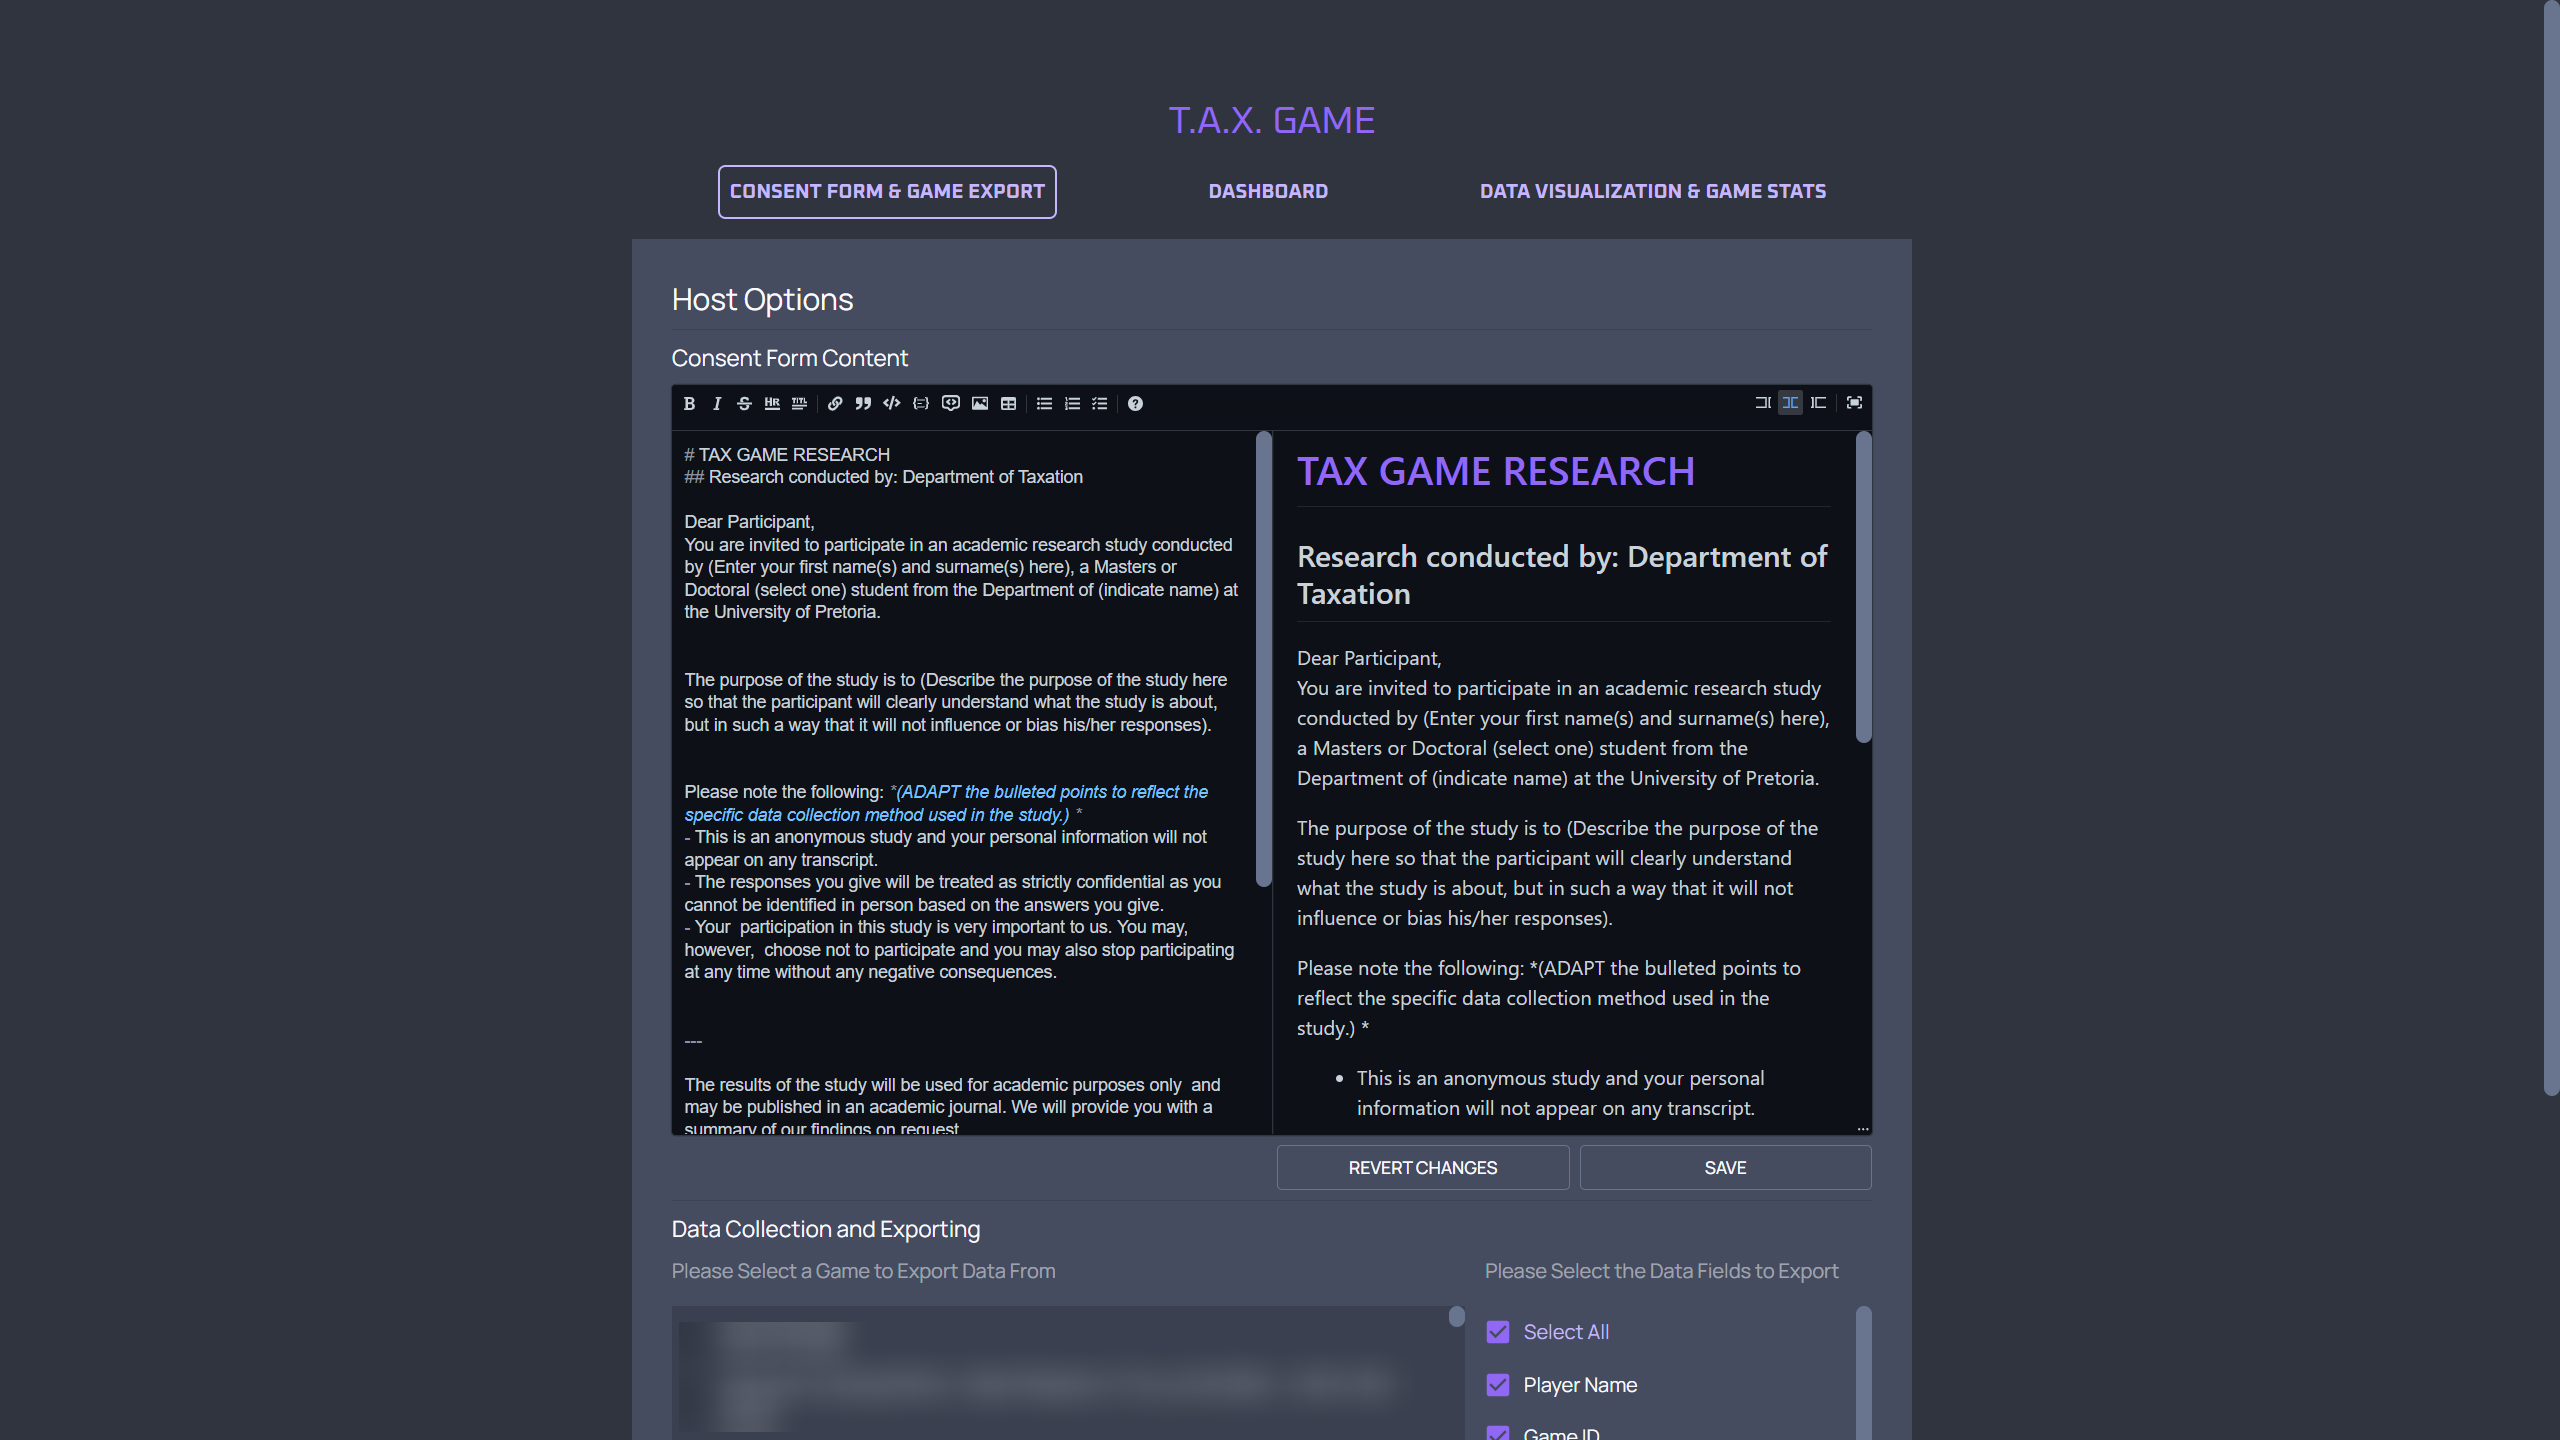 T.A.X. GAME
CONSENT FORM & GAME EXPORT
DASHBOARD
DATA VISUALIZATION & GAME STATS
Host Options
Consent Form Content
# TAX GAME RESEARCH
## Research conducted by: Department of Taxation
Dear Participant,
You are invited to participate in an academic research study conducted
by (Enter your first name(s) and surname(s) here), a Masters or
Doctoral (select one) student from the Department of (indicate name) at
the University of Pretoria.
The purpose of the study is to (Describe the purpose of the study here
so that the participant will clearly understand what the study is about,
but in such a way that it will not influence or bias his/her responses).
Please note the following: *(ADAPT the bulleted points to reflect the
specific data collection method used in the study.) *
- This is an anonymous study and your personal information will not
appear on any transcript.
- The responses you give will be treated as strictly confidential as you
cannot be identified in person based on the answers you give.
- Your  participation in this study is very important to us. You may,
however,  choose not to participate and you may also stop participating
at any time without any negative consequences.
---
The results of the study will be used for academic purposes only  and
may be published in an academic journal. We will provide you with a
summary of our findings on request
TAX GAME RESEARCH
Research conducted by: Department of
Taxation
Dear Participant,
You are invited to participate in an academic research study
conducted by (Enter your first name(s) and surname(s) here),
a Masters or Doctoral (select one) student from the
Department of (indicate name) at the University of Pretoria.
The purpose of the study is to (Describe the purpose of the
study here so that the participant will clearly understand
what the study is about, but in such a way that it will not
influence or bias his/her responses).
Please note the following: *(ADAPT the bulleted points to
reflect the specific data collection method used in the
study.) *
• This is an anonymous study and your personal
information will not appear on any transcript.
REVERT CHANGES
SAVE
Data Collection and Exporting
Please Select a Game to Export Data From
Please Select the Data Fields to Export
Select All
Player Name
Game ID